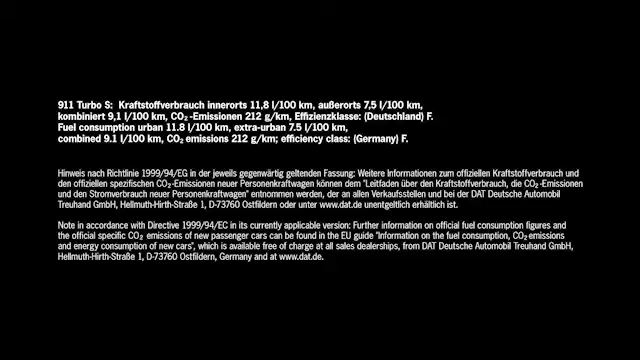 911 Turbo S: Kraftstoffverbrauch innerorts 11,8 l/100 km, außerorts 7,5 l/100 km,
kombiniert 9,1 l/100 km, CO₂-Emissionen 212 g/km, Effizienzklasse: (Deutschland) F.
Fuel consumption urban 11.8 l/100 km, extra-urban 7.5 l/100 km,
combined 9.1 l/100 km, CO₂ emissions 212 g/km; efficiency class: (Germany) F.
Hinweis nach Richtlinie 1999/94/EG in der jeweils gegenwärtig geltenden Fassung: Weitere Informationen zum offiziellen Kraftstoffverbrauch und
den offiziellen spezifischen CO₂-Emissionen neuer Personenkraftwagen können dem "Leitfaden über den Kraftstoffverbrauch, die CO₂-Emissionen
und den Stromverbrauch neuer Personenkraftwagen" entnommen werden, der an allen Verkaufsstellen und bei der DAT Deutsche Automobil
Treuhand GmbH, Hellmuth-Hirth-Straße 1, D-73760 Ostfildern oder unter www.dat.de unentgeltlich erhältlich ist.
Note in accordance with Directive 1999/94/EC in its currently applicable version: Further information on official fuel consumption figures and
the official specific CO₂ emissions of new passenger cars can be found in the EU guide "Information on the fuel consumption, CO₂ emissions
and energy consumption of new cars", which is available free of charge at all sales dealerships, from DAT Deutsche Automobil Treuhand GmbH,
Hellmuth-Hirth-Straße 1, D-73760 Ostfildern, Germany and at www.dat.de.